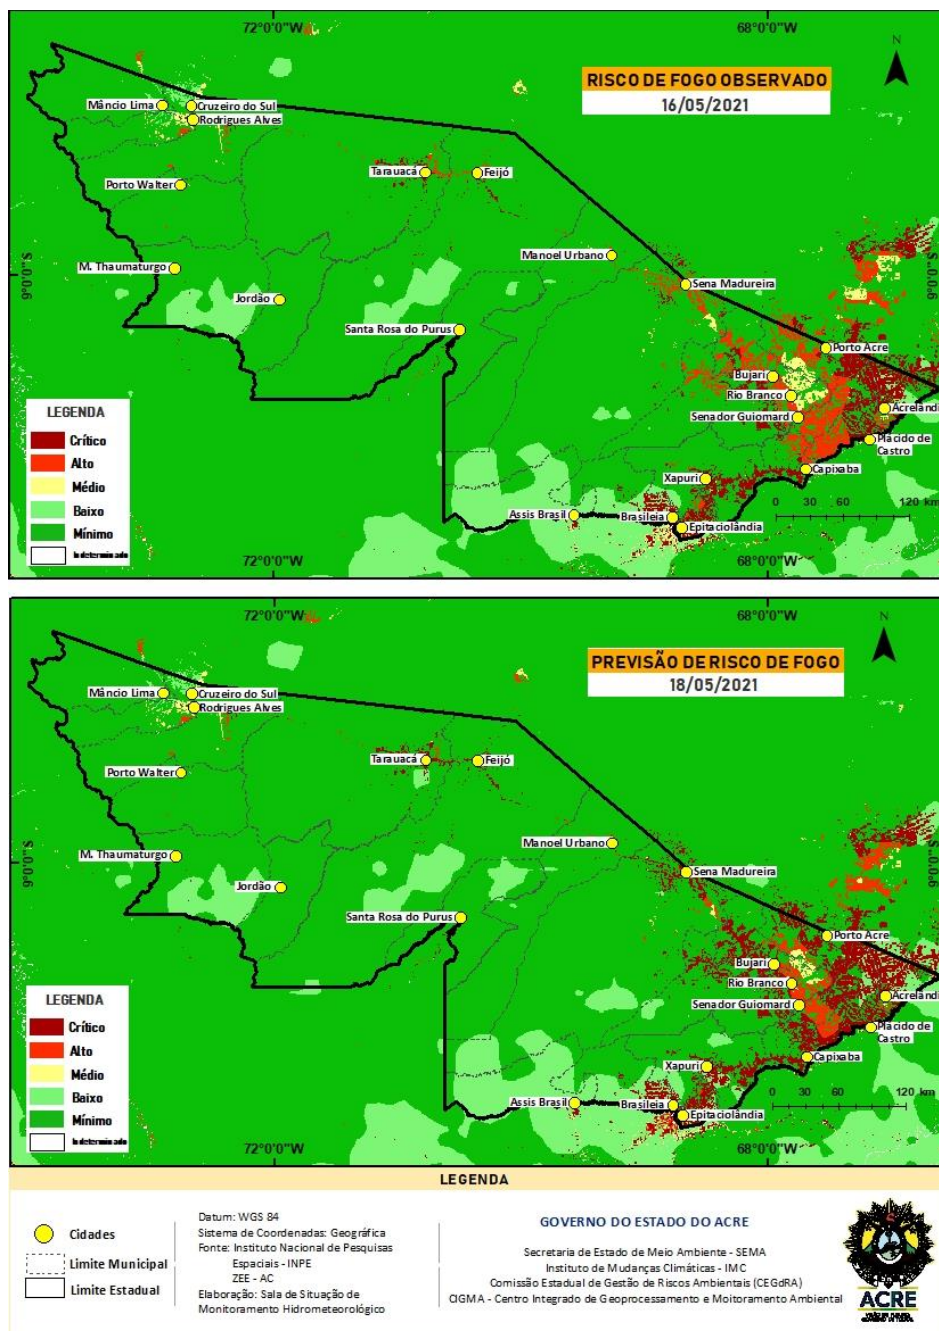 72°0'0"W
68°0'0"W
N
RISCO DE FOGO OBSERVADO
16/05/2021
Mâncio Lima
Cruzeiro do Sul
Rodrigues Alves
Tarauacá
Feijó
Porto Walter
Manoel Urbano
9°0'0"S
9°0'0"S
M. Thaumaturgo
Sena Madureira
Jordão
Santa Rosa do Purus
Porto Acre
Bujari
Rio Branco
Acrelandi
Senador Guiomard
Plácido de
Castro
Capixaba
Xapuri
0 30 60 120 km
Assis Brasil
Brasileia
Epitaciolândia
LEGENDA
Crítico
Alto
Médio
Baixo
Mínimo
Indeterminado
72°0'0"W
72°0'0"W
68°0'0"W
68°0'0"W
N
PREVISÃO DE RISCO DE FOGO
18/05/2021
Mâncio Lima
Cruzeiro do Sul
Rodrigues Alves
Tarauacá
Feijó
Porto Walter
Manoel Urbano
9°0'0"S
9°0'0"S
M. Thaumaturgo
Sena Madureira
Jordão
Santa Rosa do Purus
Porto Acre
Bujari
Rio Branco
Acrelandi
Senador Guiomard
Plácido de
Castro
Capixaba
Xapuri
0 30 60 120 km
Assis Brasil
Brasileia
Epitaciolândia
LEGENDA
Crítico
Alto
Médio
Baixo
Mínimo
Indeterminado
72°0'0"W
68°0'0"W
LEGENDA
Cidades
Limite Municipal
Limite Estadual
Datum: WGS 84
Sistema de Coordenadas: Geográfica
Fonte: Instituto Nacional de Pesquisas
Espaciais - INPE
ZEE - AC
Elaboração: Sala de Situação de
Monitoramento Hidrometeorológico
GOVERNO DO ESTADO DO ACRE
Secretaria de Estado de Meio Ambiente - SEMA
Instituto de Mudanças Climáticas - IMC
Comissão Estadual de Gestão de Riscos Ambientais (CEGdRA)
CIGMA - Centro Integrado de Geoprocessamento e Moitoramento Ambiental
ACRE